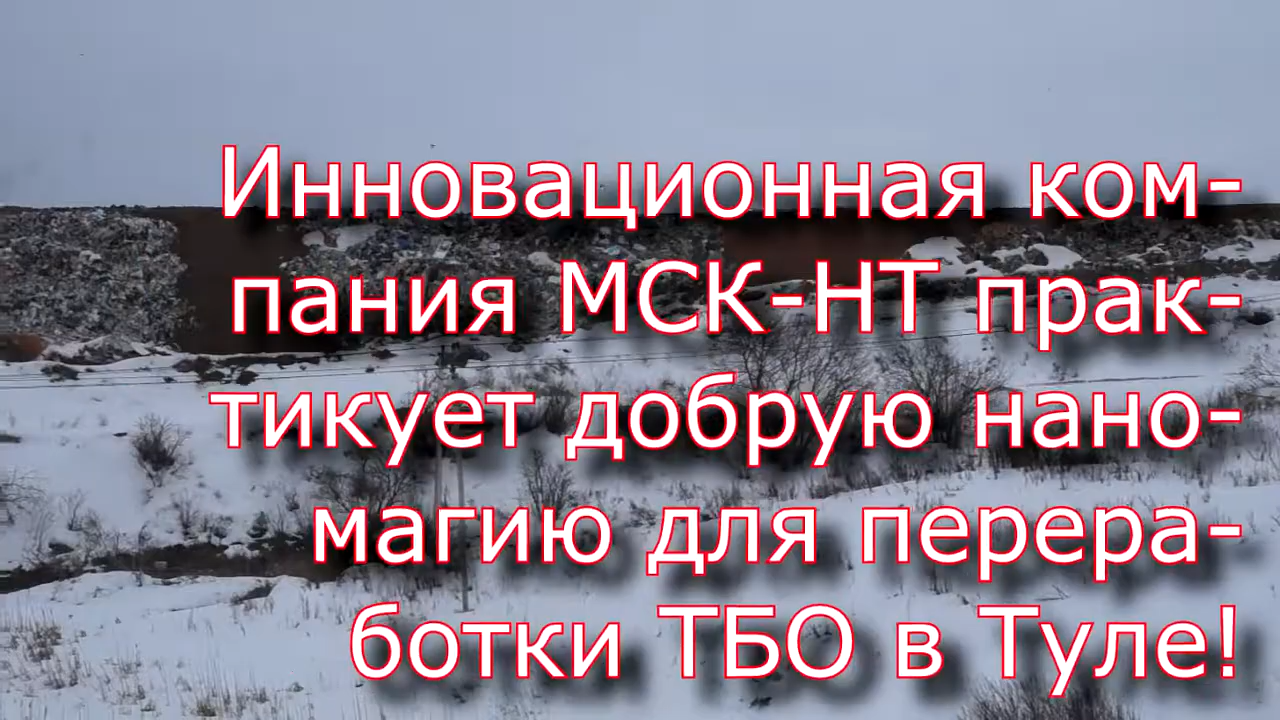 Инновационная ком-
пания МСК-НТ прак-
тикует добрую нано-
магию для перера-
ботки ТБО в Туле!